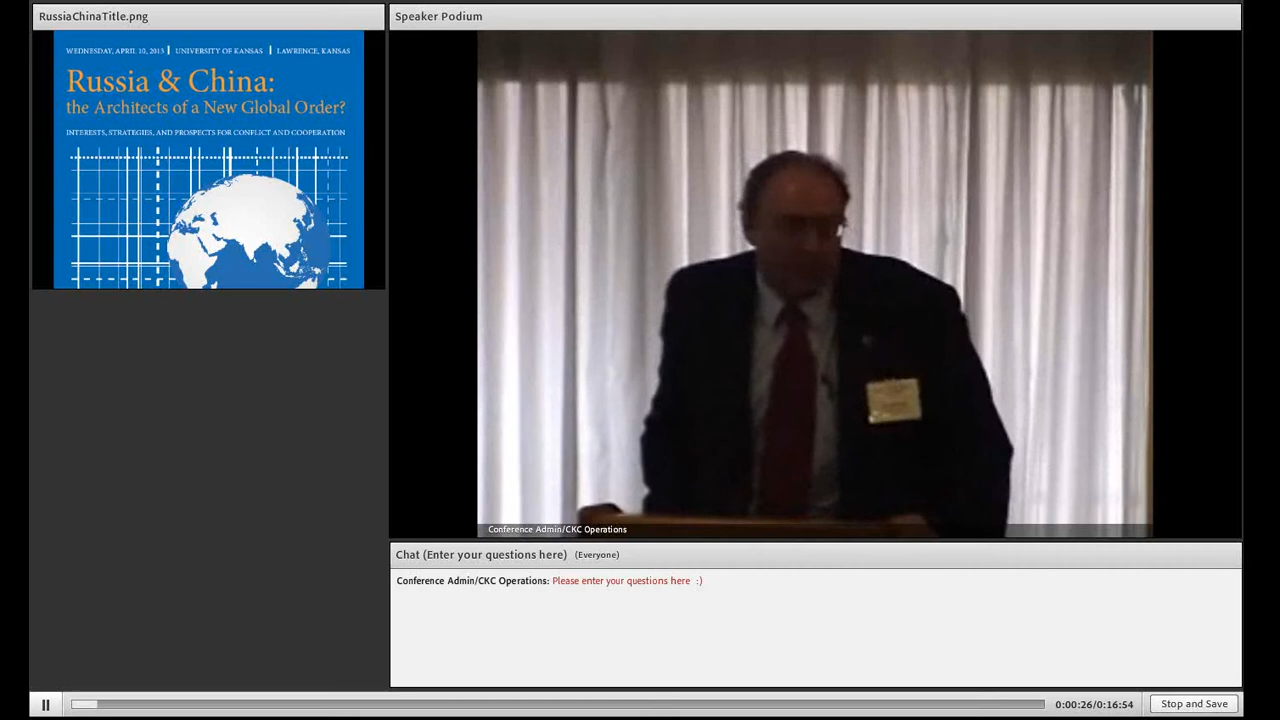 RussiaChinaTitle.png
WEDNESDAY, APRIL 10, 2013 | UNIVERSITY OF KANSAS | LAWRENCE, KANSAS
Russia & China:
the Architects of a New Global Order?
INTERESTS, STRATEGIES, AND PROSPECTS FOR CONFLICT AND COOPERATION
Speaker Podium
Conference Admin/CKC Operations
Chat (Enter your questions here) (Everyone)
Conference Admin/CKC Operations: Please enter your questions here :)
0:00:26/0:16:54
Stop and Save